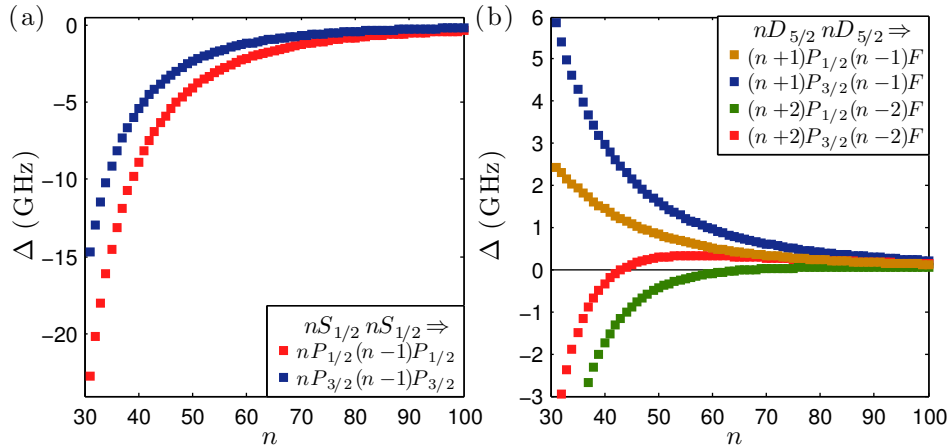 (a)
0
−5
−10
−15
−20
Δ (GHz)
30 40 50 60 70 80 90 100
n
nS1/2 nS1/2 ⇒
nP1/2(n−1)P1/2
nP3/2(n−1)P3/2
(b)
6
5
4
3
2
1
0
-1
-2
-3
Δ (GHz)
30 40 50 60 70 80 90 100
n
nD5/2 nD5/2 ⇒
(n+1)P1/2(n−1)F
(n+1)P3/2(n−1)F
(n+2)P1/2(n−2)F
(n+2)P3/2(n−2)F